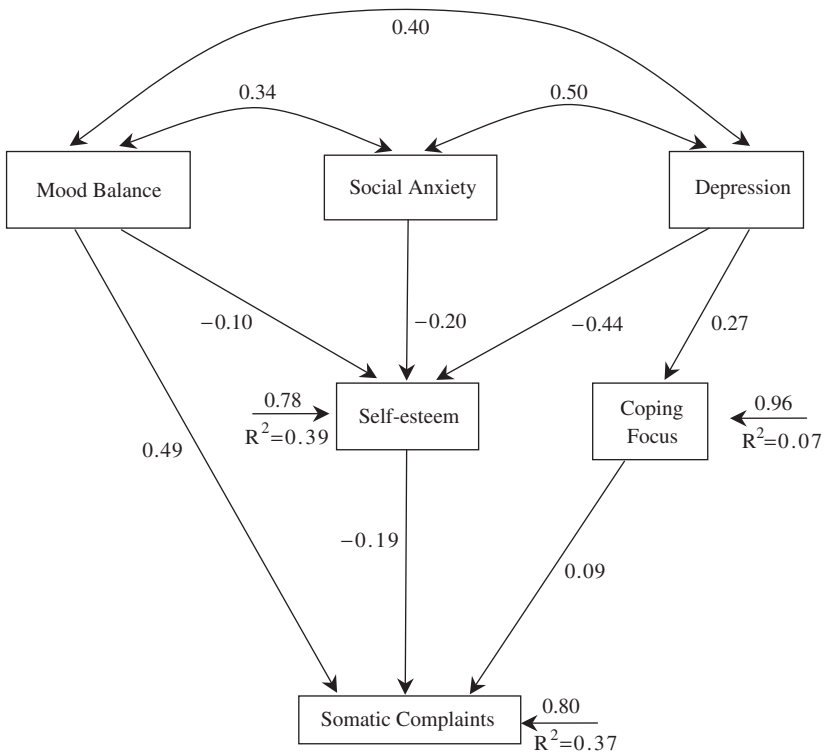 0.40
0.34
0.50
Mood Balance
Social Anxiety
Depression
−0.10
−0.20
−0.44
0.27
0.78
R²=0.39
Self-esteem
Coping
Focus
0.96
R²=0.07
0.49
−0.19
0.09
Somatic Complaints
0.80
R²=0.37